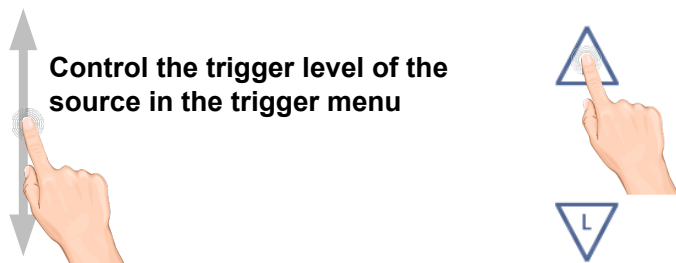 Control the trigger level of the
source in the trigger menu
L